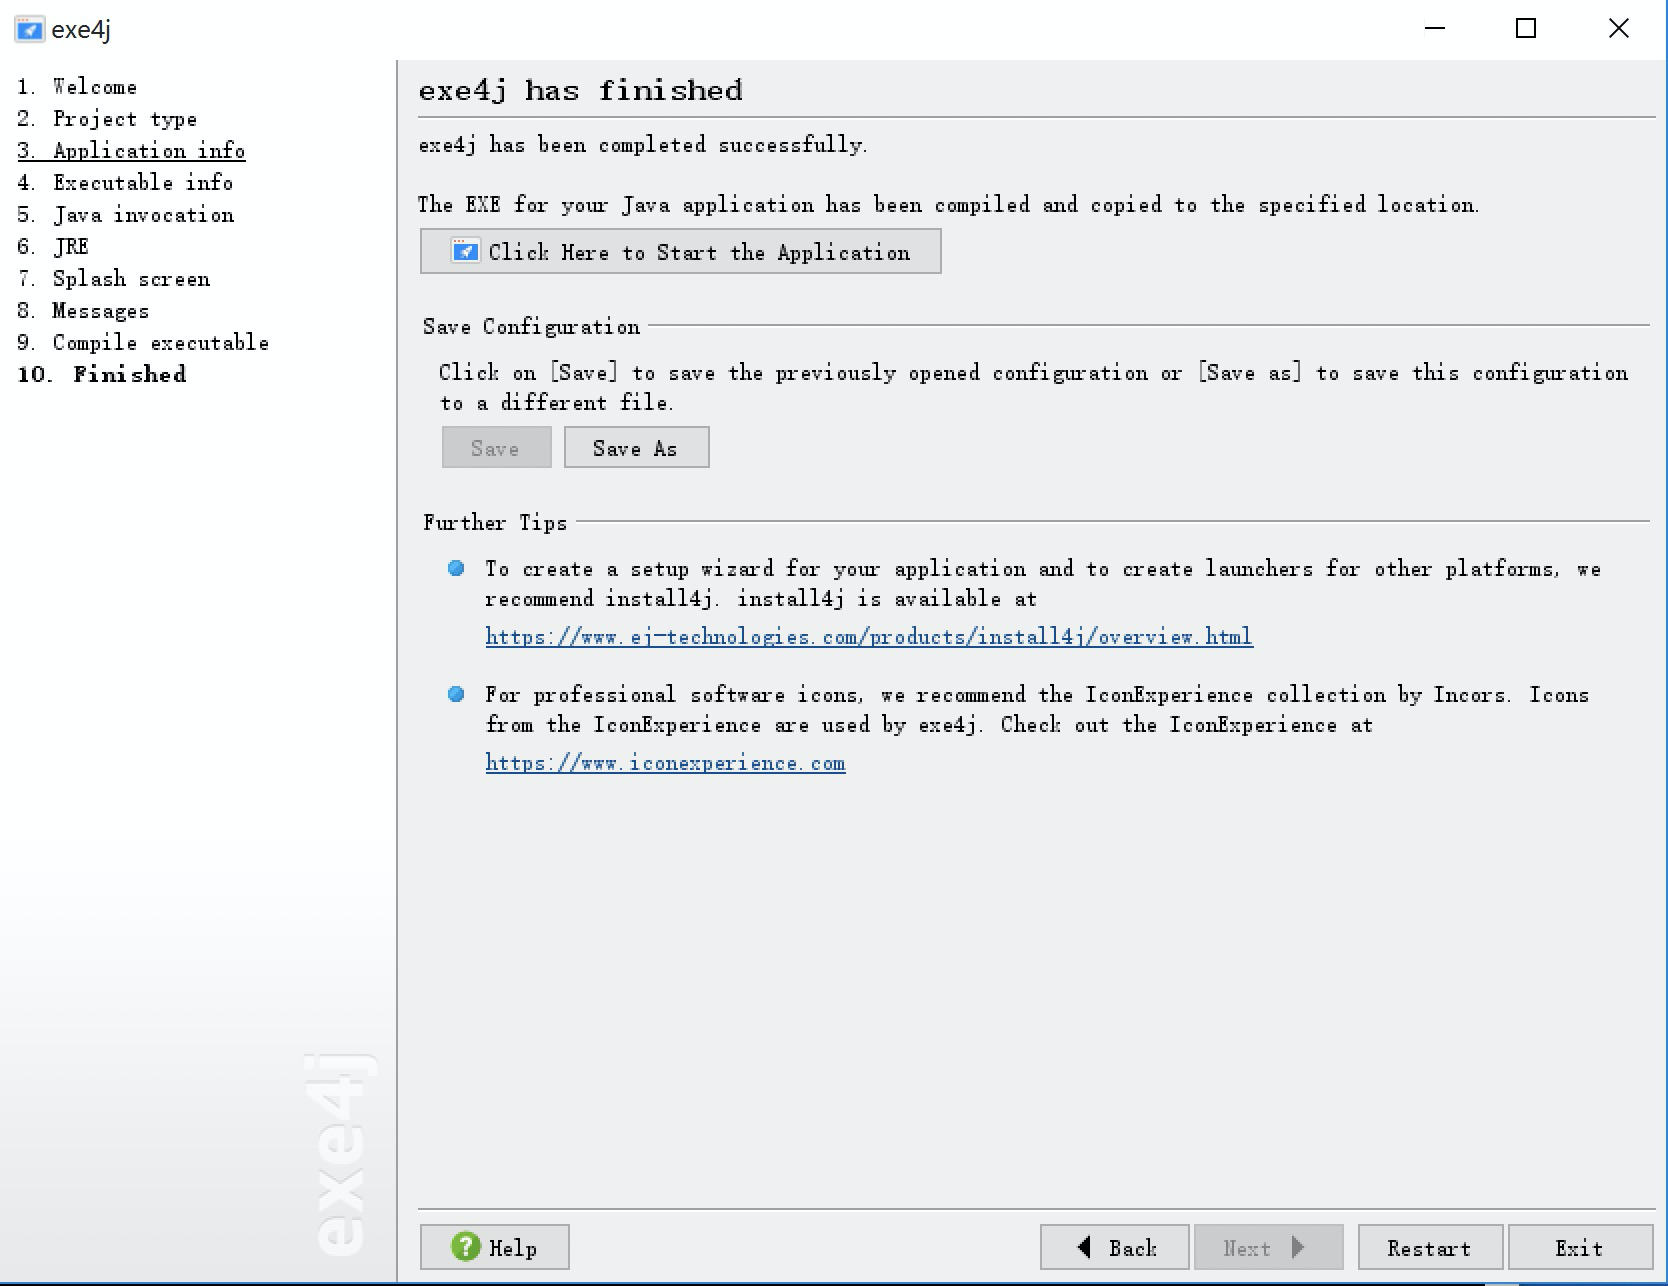 exe4j
1. Welcome
2. Project type
3. Application info
4. Executable info
5. Java invocation
6. JRE
7. Splash screen
8. Messages
9. Compile executable
10. Finished
exe4j
exe4j has finished
exe4j has been completed successfully.
The EXE for your Java application has been compiled and copied to the specified location.
Click Here to Start the Application
Save Configuration
Click on [Save] to save the previously opened configuration or [Save as] to save this configuration
to a different file.
Save Save As
Further Tips
To create a setup wizard for your application and to create launchers for other platforms, we
recommend install4j. install4j is available at
https://www.ej-technologies.com/products/install4j/overview.html
For professional software icons, we recommend the IconExperience collection by Incors. Icons
from the IconExperience are used by exe4j. Check out the IconExperience at
https://www.iconexperience.com
? Help Back Next Restart Exit